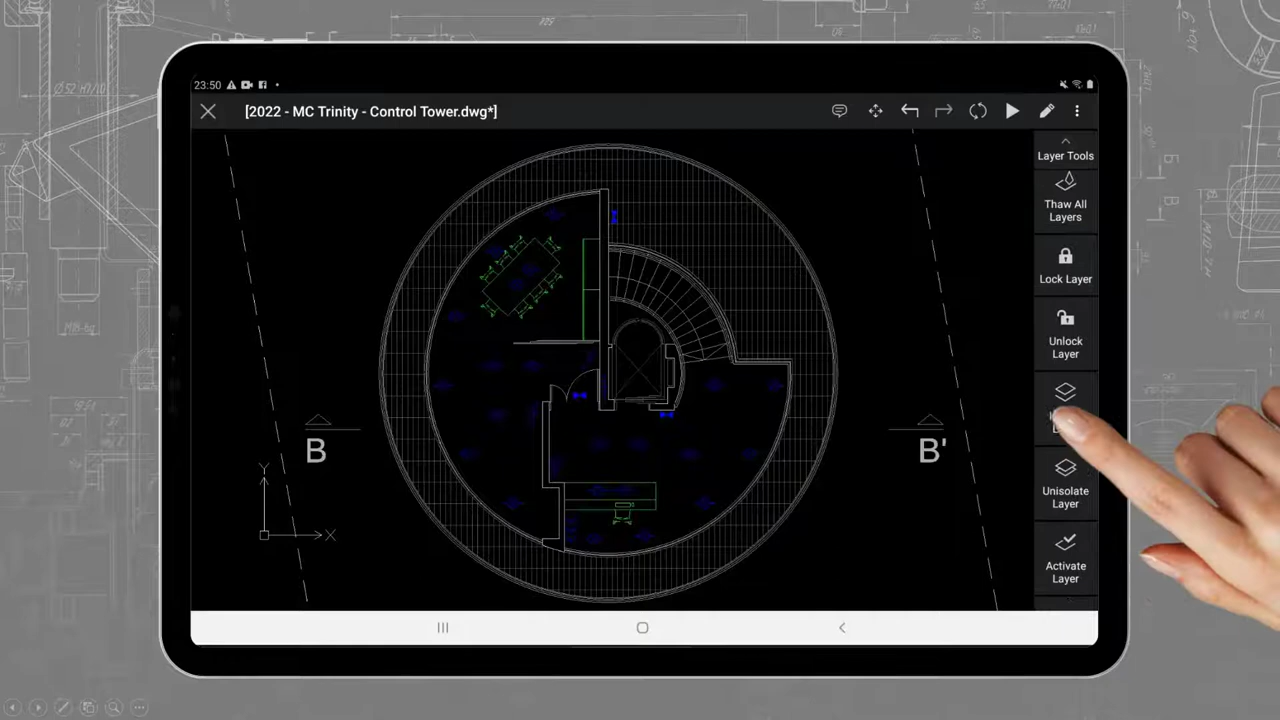 23:50
[2022 - MC Trinity - Control Tower.dwg*]
Layer Tools
Thaw All
Layers
Lock Layer
Unlock
Layer
Unisolate
Layer
Activate
Layer
B
B'
Y
X